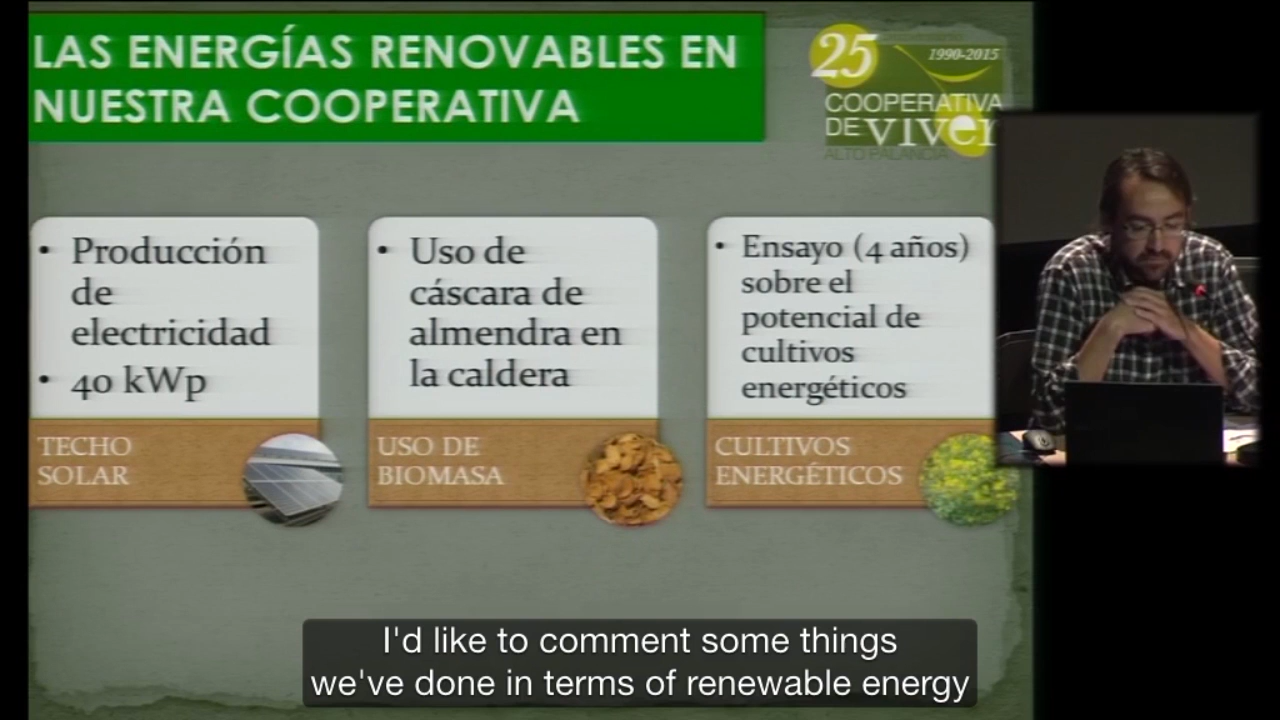 LAS ENERGÍAS RENOVABLES EN
NUESTRA COOPERATIVA
25
1990-2015
COOPERATIVA
DE viver
ALTO PALANCIA
• Producción
de
electricidad
• 40 kWp
TECHO
SOLAR
• Uso de
cáscara de
almendra en
la caldera
USO DE
BIOMASA
• Ensayo (4 años)
sobre el
potencial de
cultivos
energéticos
CULTIVOS
ENERGÉTICOS
I'd like to comment some things
we've done in terms of renewable energy